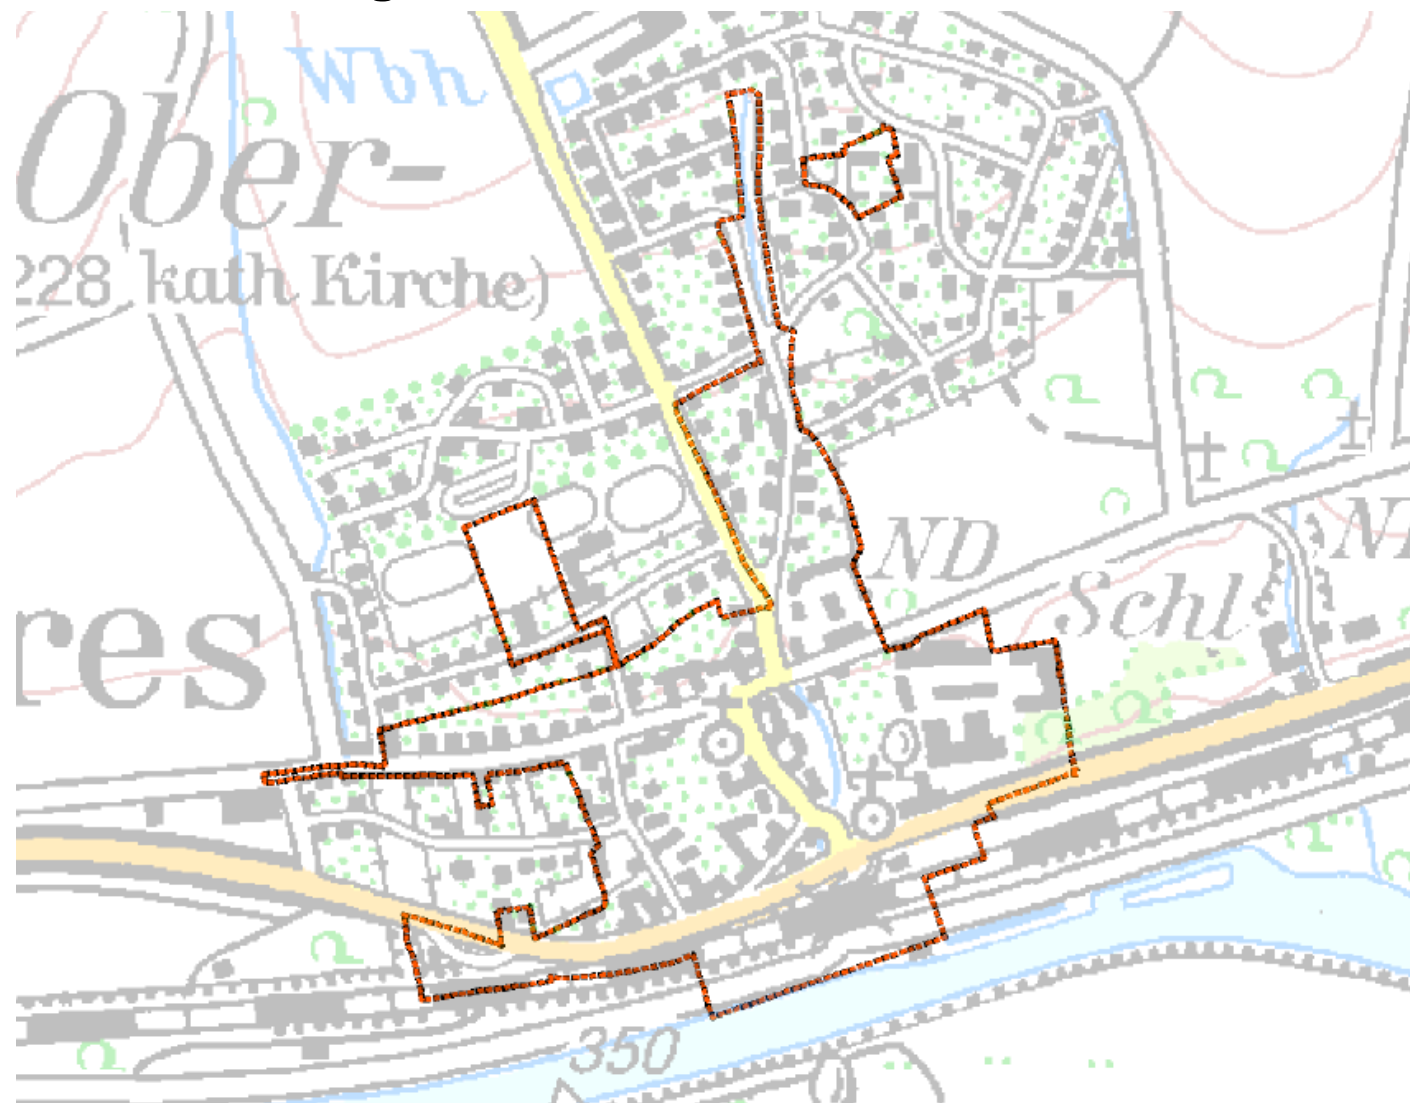 Wbh
Ober-
228 kath Kirche)
ND
Schl
res
350